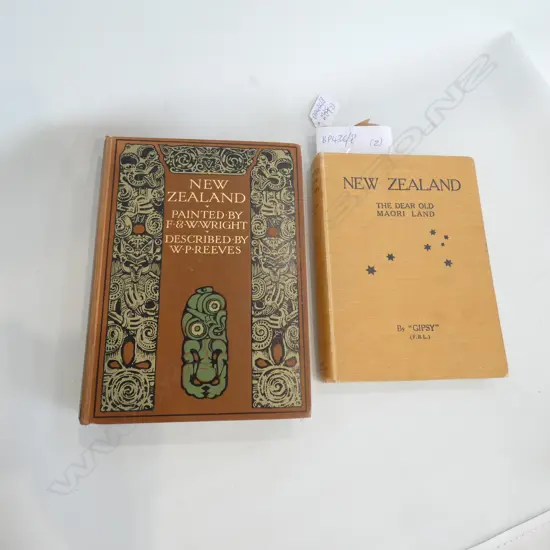 NEW
ZEALAND
PAINTED·BY
F·&·W·WRIGHT
DESCRIBED·BY
W·P·REEVES
(2)
NEW ZEALAND
THE DEAR OLD
MAORI LAND
By "GIPSY"
(F.B.L.)